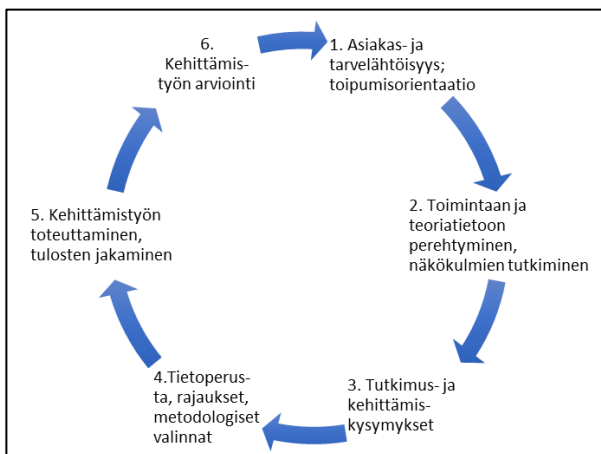 1. Asiakas- ja
tarvelähtöisyys;
toipumisorientaatio
2. Toimintaan ja
teoriatietoon
perehtyminen,
näkökulmien tutkiminen
3. Tutkimus- ja
kehittämis-
kysymykset
4.Tietoperus-
ta, rajaukset,
metodologiset
valinnat
5. Kehittämistyön
toteuttaminen,
tulosten jakaminen
6.
Kehittämis-
työn arviointi